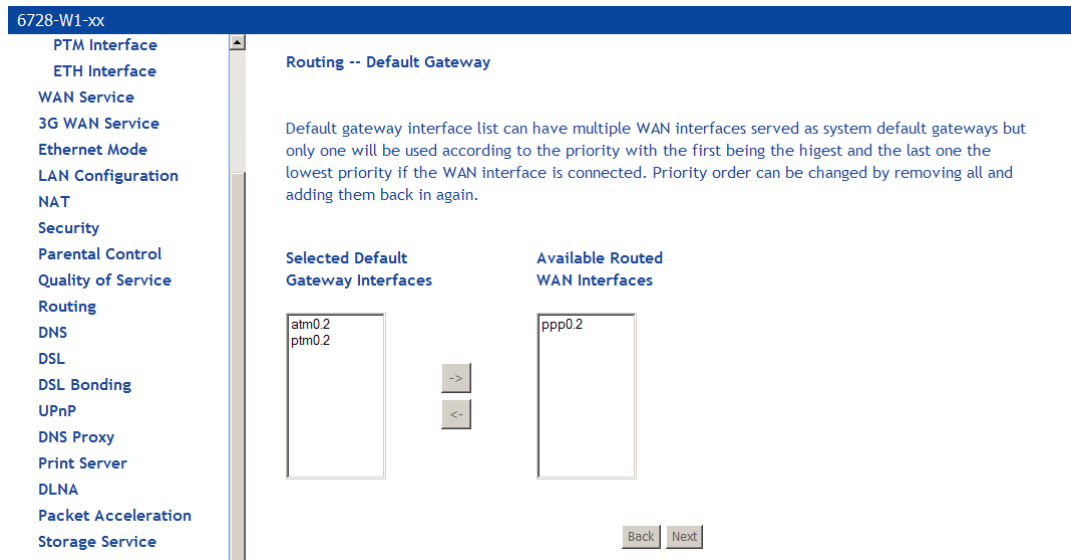 6728-W1-xx
PTM Interface
ETH Interface
WAN Service
3G WAN Service
Ethernet Mode
LAN Configuration
NAT
Security
Parental Control
Quality of Service
Routing
DNS
DSL
DSL Bonding
UPnP
DNS Proxy
Print Server
DLNA
Packet Acceleration
Storage Service
Routing -- Default Gateway
Default gateway interface list can have multiple WAN interfaces served as system default gateways but
only one will be used according to the priority with the first being the higest and the last one the
lowest priority if the WAN interface is connected. Priority order can be changed by removing all and
adding them back in again.
Selected Default
Gateway Interfaces
Available Routed
WAN Interfaces
atm0.2
ptm0.2
->
<-
ppp0.2
Back Next